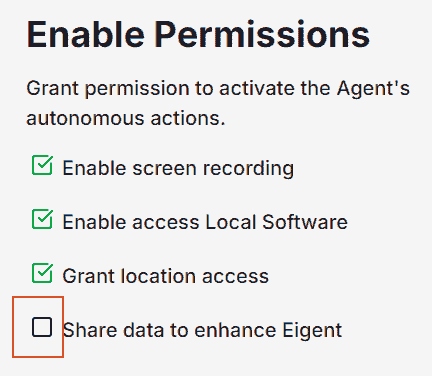 Enable Permissions
Grant permission to activate the Agent's
autonomous actions.
Enable screen recording
Enable access Local Software
Grant location access
Share data to enhance Eigent